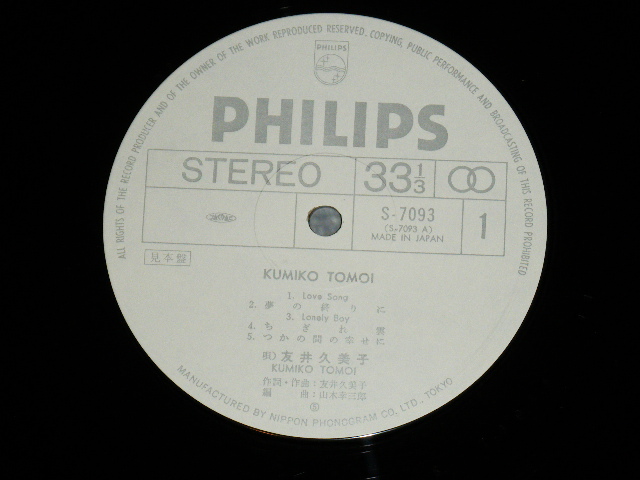 ALL RIGHTS OF THE RECORD PRODUCER AND OF THE OWNER OF THE WORK REPRODUCED RESERVED. COPYING, PUBLIC PERFORMANCE AND BROADCASTING OF THIS RECORD PROHIBITED
PHILIPS
PHILIPS
STEREO 33 1/3
S-7093
(S-7093 A)
MADE IN JAPAN
1
見本盤
KUMIKO TOMOI
1. Love Song
2. 夢の終りに
3. Lonely Boy
4. ちぎれ雲
5. つかの間の幸せに
友井久美子
KUMIKO TOMOI
作詞・作曲:友井久美子
編曲:山木幸三郎
Ⓟ
MANUFACTURED BY NIPPON PHONOGRAM CO., LTD., TOKYO